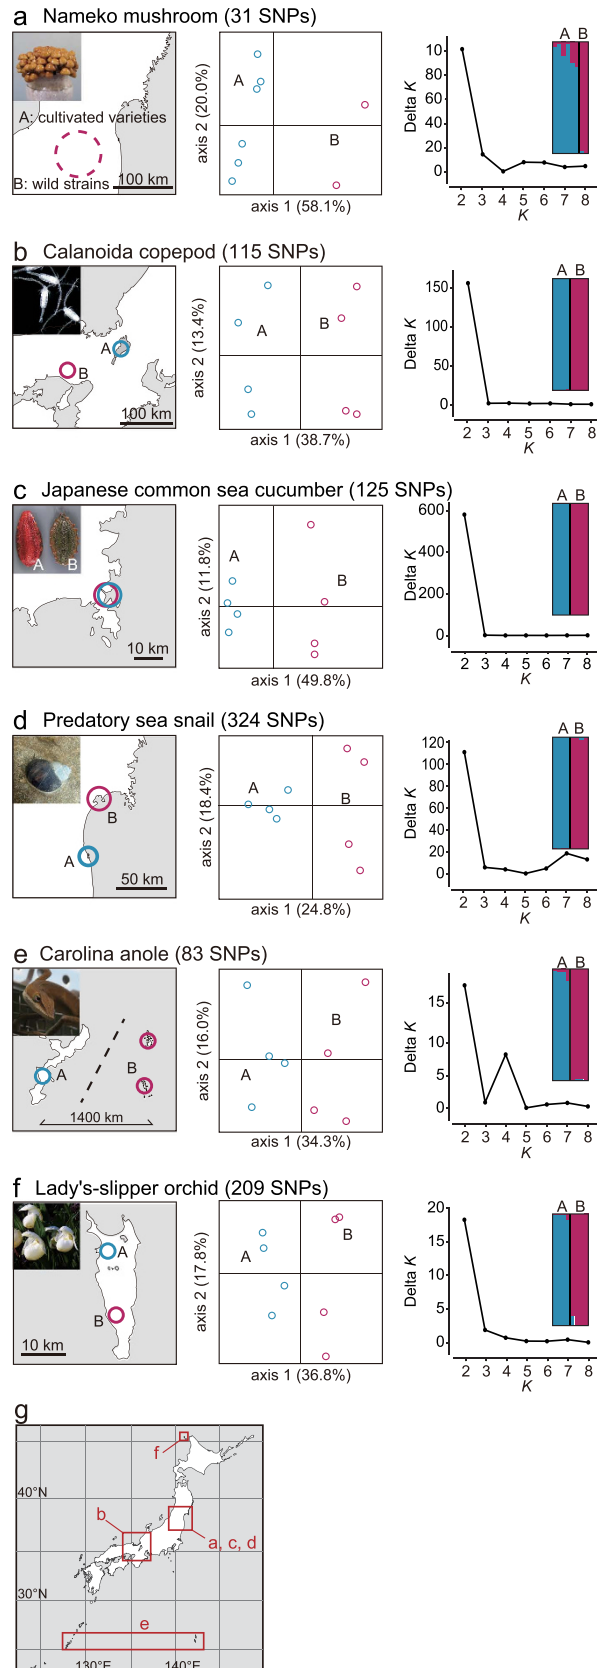 a Nameko mushroom (31 SNPs)
A: cultivated varieties
B: wild strains
100 km
A
B
axis 2 (20.0%)
axis 1 (58.1%)
Delta K
10
80
60
40
20
0
2 3 4 5 6 7 8
K
A B
b Calanoida copepod (115 SNPs)
A
B
100 km
A
B
axis 2 (13.4%)
axis 1 (38.7%)
Delta K
150
100
50
0
2 3 4 5 6 7 8
K
A B
c Japanese common sea cucumber (125 SNPs)
A B
10 km
A
B
axis 2 (11.8%)
axis 1 (49.8%)
Delta K
600
400
200
0
2 3 4 5 6 7 8
K
A B
d Predatory sea snail (324 SNPs)
B
A
50 km
A
B
axis 2 (18.4%)
axis 1 (24.8%)
Delta K
120
100
80
60
40
20
0
2 3 4 5 6 7 8
K
A B
e Carolina anole (83 SNPs)
A
B
1400 km
B
A
axis 2 (16.0%)
axis 1 (34.3%)
Delta K
15
10
5
0
2 3 4 5 6 7 8
K
A B
f Lady's-slipper orchid (209 SNPs)
A
B
10 km
A
B
axis 2 (17.8%)
axis 1 (36.8%)
Delta K
20
15
10
5
0
2 3 4 5 6 7 8
K
A B
g
f
40°N
b
a, c, d
30°N
e
130°E 140°E